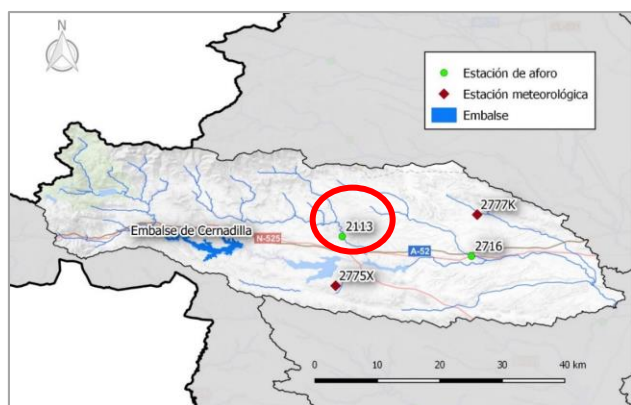 N
Estación de aforo
Estación meteorológica
Embalse
2777K
2113
Embalse de Cernadilla
N-525
A-52
2716
2775X
0 10 20 30 40 km